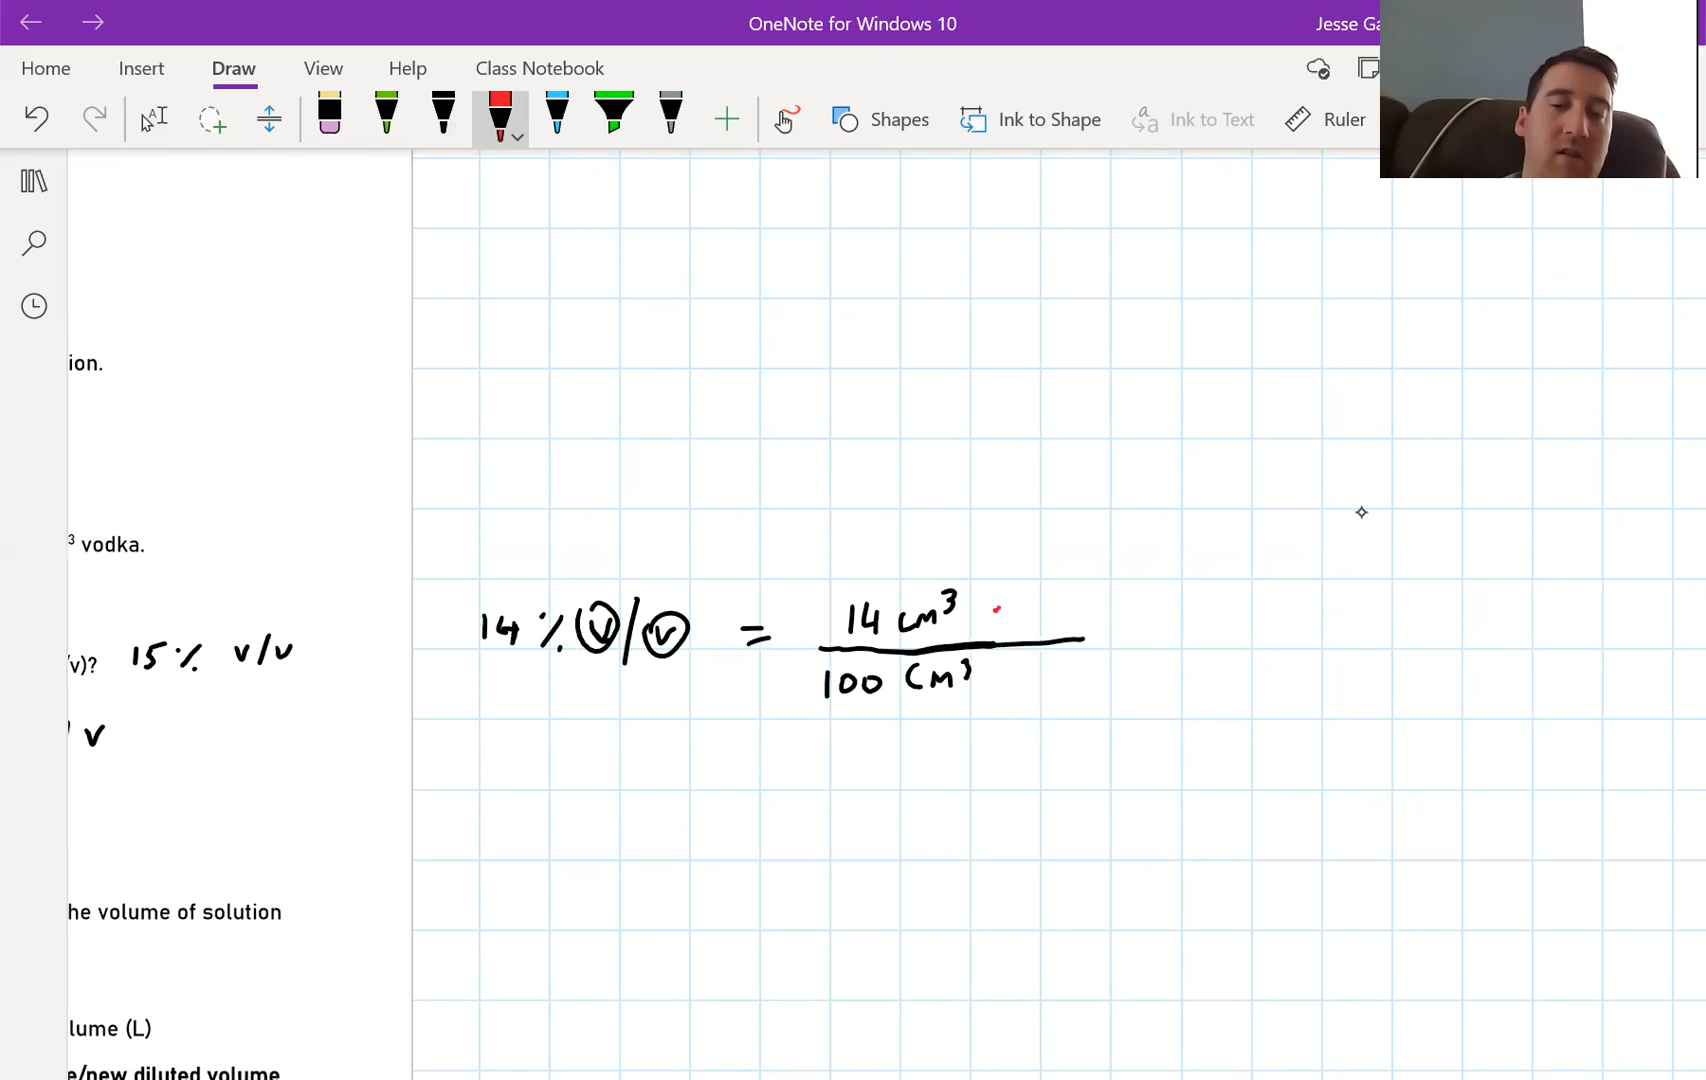 OneNote for Windows 10
Jesse Ga
Home Insert Draw View Help Class Notebook
Shapes Ink to Shape Ink to Text Ruler
ion.
3 vodka.
14 % v/v = 14 cm³
100 cm³
v)? 15% v/v
v
he volume of solution
lume (L)
e/new diluted volume